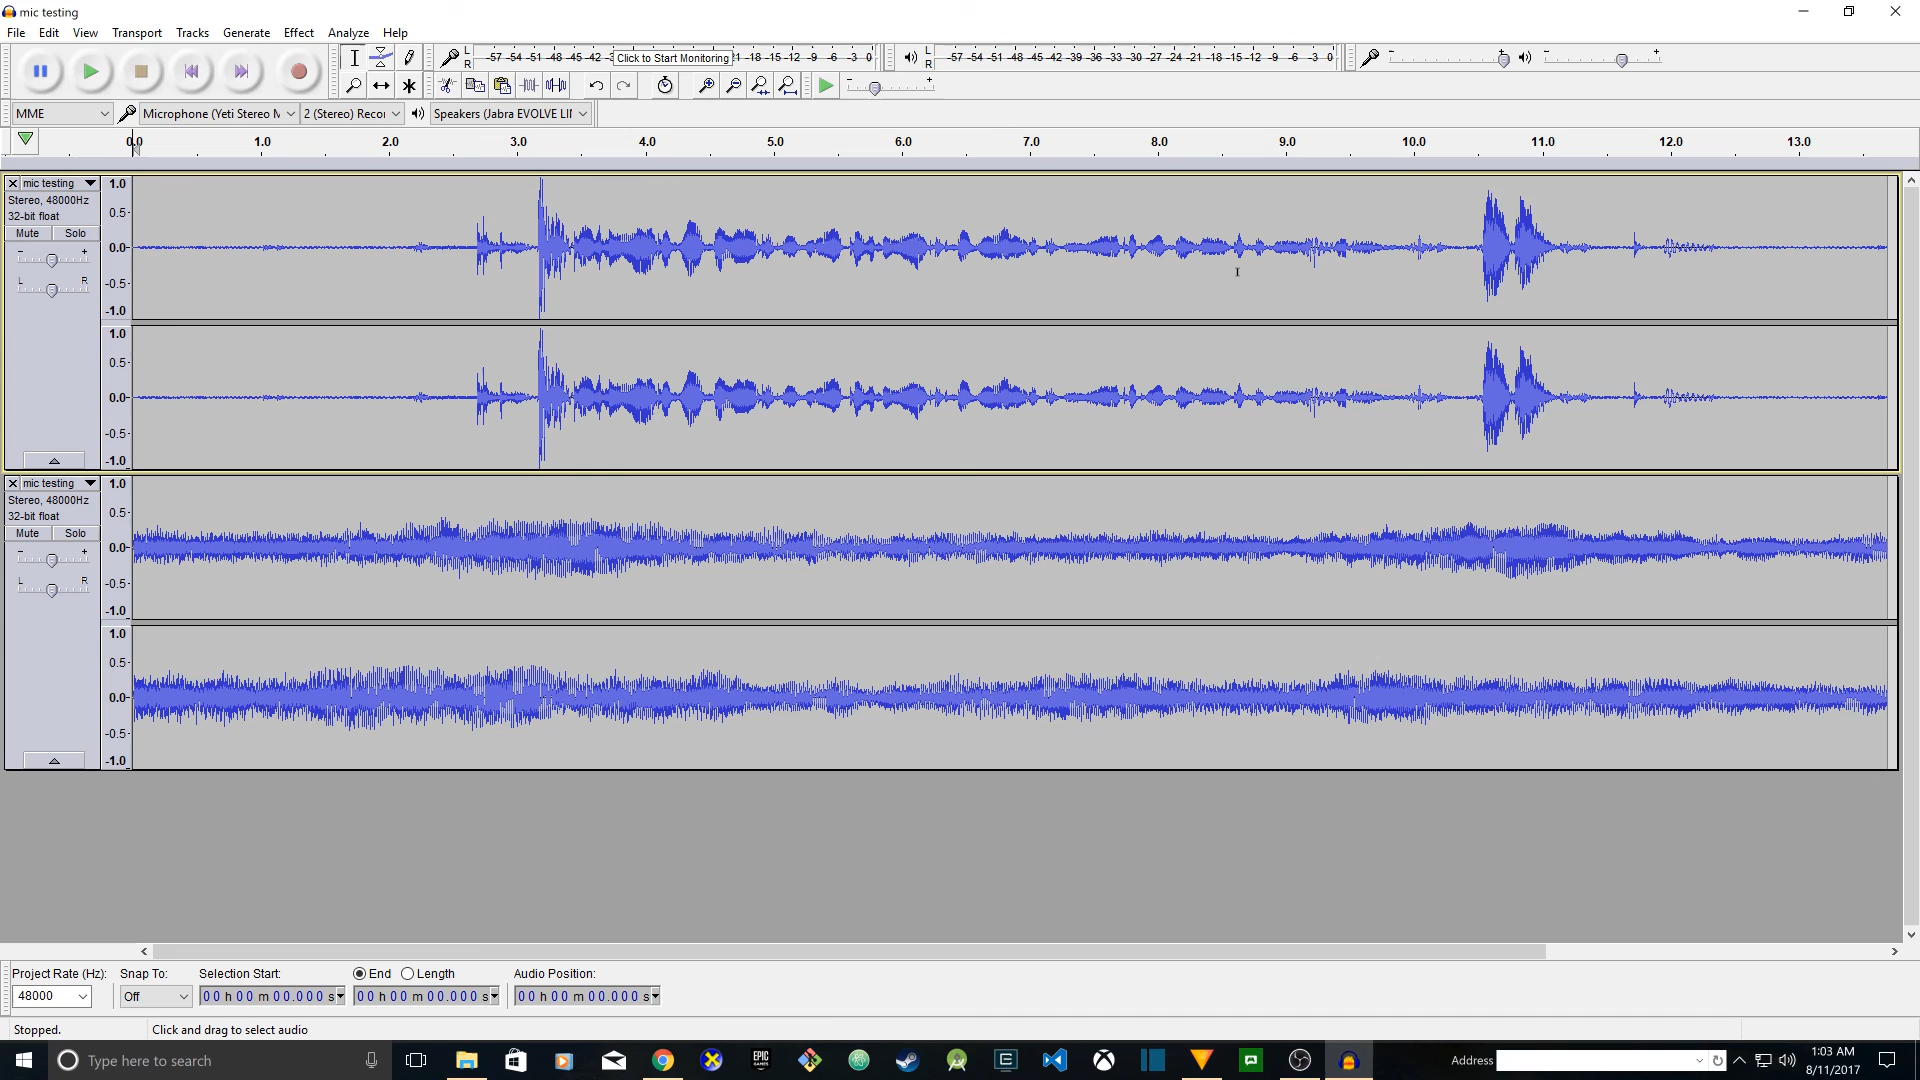 mic testing
File Edit View Transport Tracks Generate Effect Analyze Help
L
R
-57 -54 -51 -48 -45 -42 -3 Click to Start Monitoring 21 -18 -15 -12 -9 -6 -3 0
L
R
-57 -54 -51 -48 -45 -42 -39 -36 -33 -30 -27 -24 -21 -18 -15 -12 -9 -6 -3 0
MME
Microphone (Yeti Stereo M
2 (Stereo) Recor
Speakers (Jabra EVOLVE LII
0.0 1.0 2.0 3.0 4.0 5.0 6.0 7.0 8.0 9.0 10.0 11.0 12.0 13.0
mic testing
Stereo, 48000Hz
32-bit float
Mute Solo
- +
L R
1.0
0.5-
0.0-
-0.5-
-1.0
1.0
0.5-
0.0-
-0.5-
-1.0
mic testing
Stereo, 48000Hz
32-bit float
Mute Solo
- +
L R
1.0
0.5-
0.0-
-0.5-
-1.0
1.0
0.5-
0.0-
-0.5-
-1.0
Project Rate (Hz): Snap To: Selection Start: End Length Audio Position:
48000 Off 00 h 00 m 00.000 s 00 h 00 m 00.000 s 00 h 00 m 00.000 s
Stopped. Click and drag to select audio
Type here to search
EPIC
GAMES
Address
1:03 AM
8/11/2017